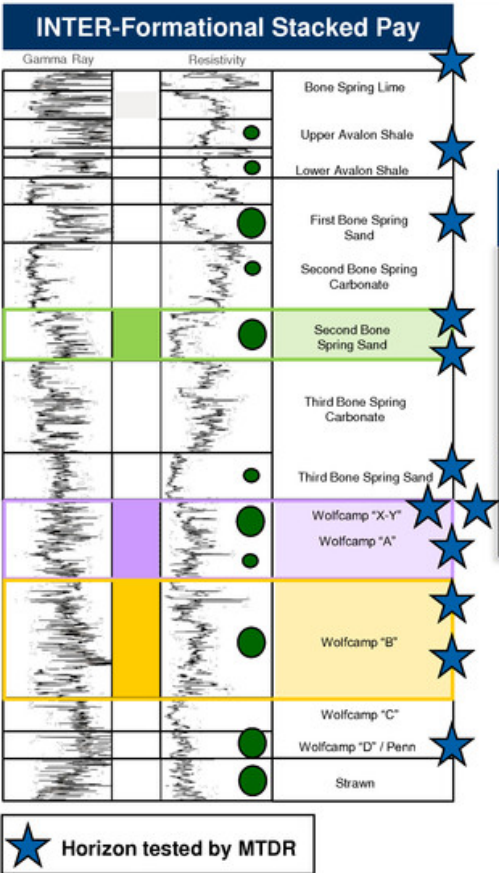 INTER-Formational Stacked Pay
Gamma Ray
Resistivity
Bone Spring Lime
Upper Avalon Shale
Lower Avalon Shale
First Bone Spring
Sand
Second Bone Spring
Carbonate
Second Bone
Spring Sand
Third Bone Spring
Carbonate
Third Bone Spring Sand
Wolfcamp “X-Y”
Wolfcamp “A”
Wolfcamp “B”
Wolfcamp “C”
Wolfcamp “D” / Penn
Strawn
Horizon tested by MTDR